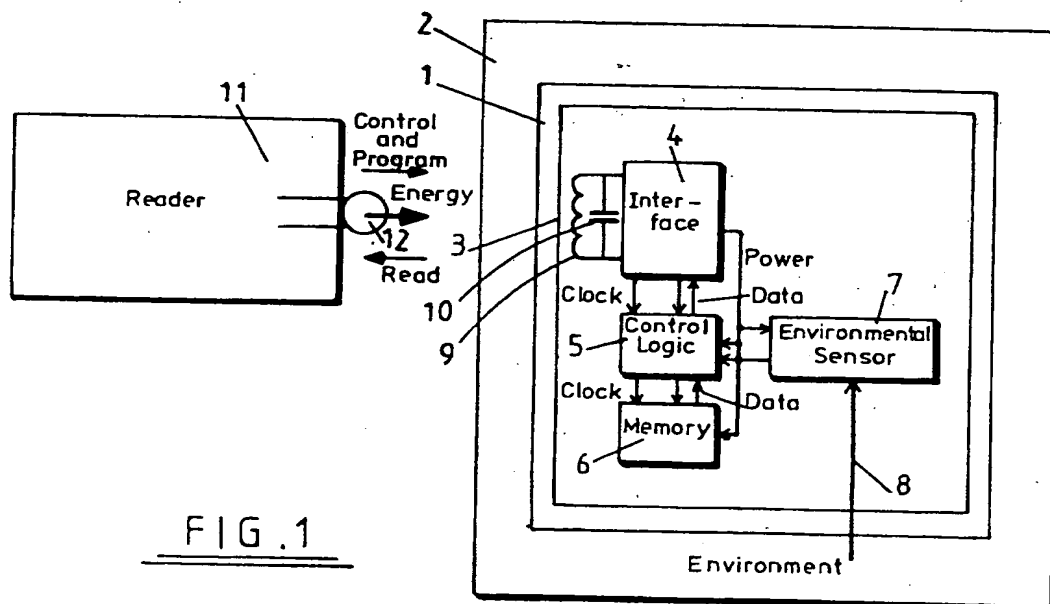 2
1
11
Control
and
Program
Reader
Energy
12
Read
3
10
9
4
Inter-
face
Power
Clock
Data
7
5
Control
Logic
Environmental
Sensor
Clock
Data
Memory
6
8
FIG.1
Environment